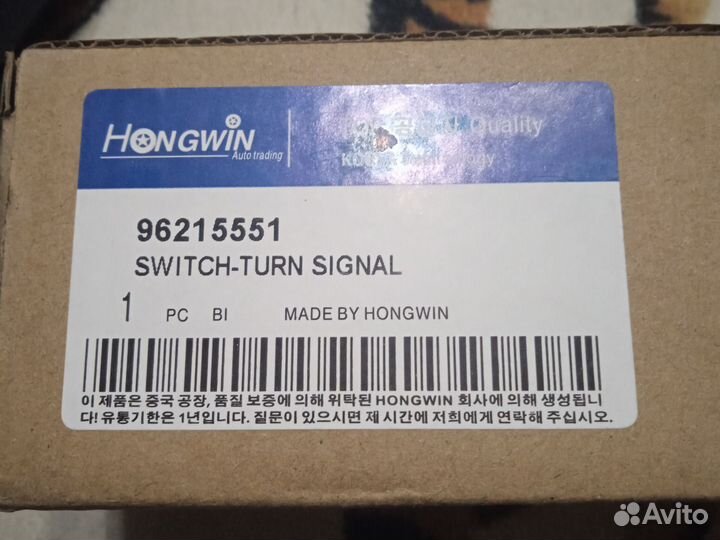 HONGWIN
Auto trading
Quality
96215551
SWITCH-TURN SIGNAL
1 PC BI MADE BY HONGWIN
이 제품은 중국 공장, 품질 보증에 의해 위탁된 HONGWIN 회사에 의해 생성됩니
다! 유통기한은 1년입니다. 질문이 있으시면 제 시간에 저희에게 연락해 주십시오.
Avito